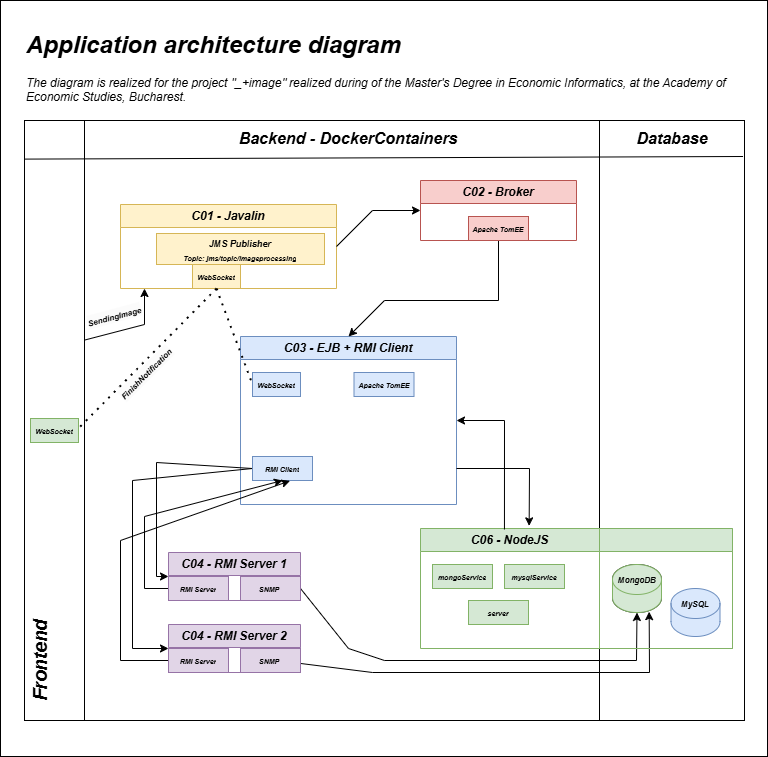 Application architecture diagram
The diagram is realized for the project "_+image" realized during of the Master's Degree in Economic Informatics, at the Academy of
Economic Studies, Bucharest.
Backend - DockerContainers
Database
C01 - Javalin
JMS Publisher
Topic: jms/topic/imageprocessing
WebSocket
C02 - Broker
Apache TomEE
SendingImage
FinishNotification
WebSocket
C03 - EJB + RMI Client
WebSocket
Apache TomEE
RMI Client
C04 - RMI Server 1
RMI Server
SNMP
C04 - RMI Server 2
RMI Server
SNMP
C06 - NodeJS
mongoService
mysqlService
server
MongoDB
MySQL
Frontend